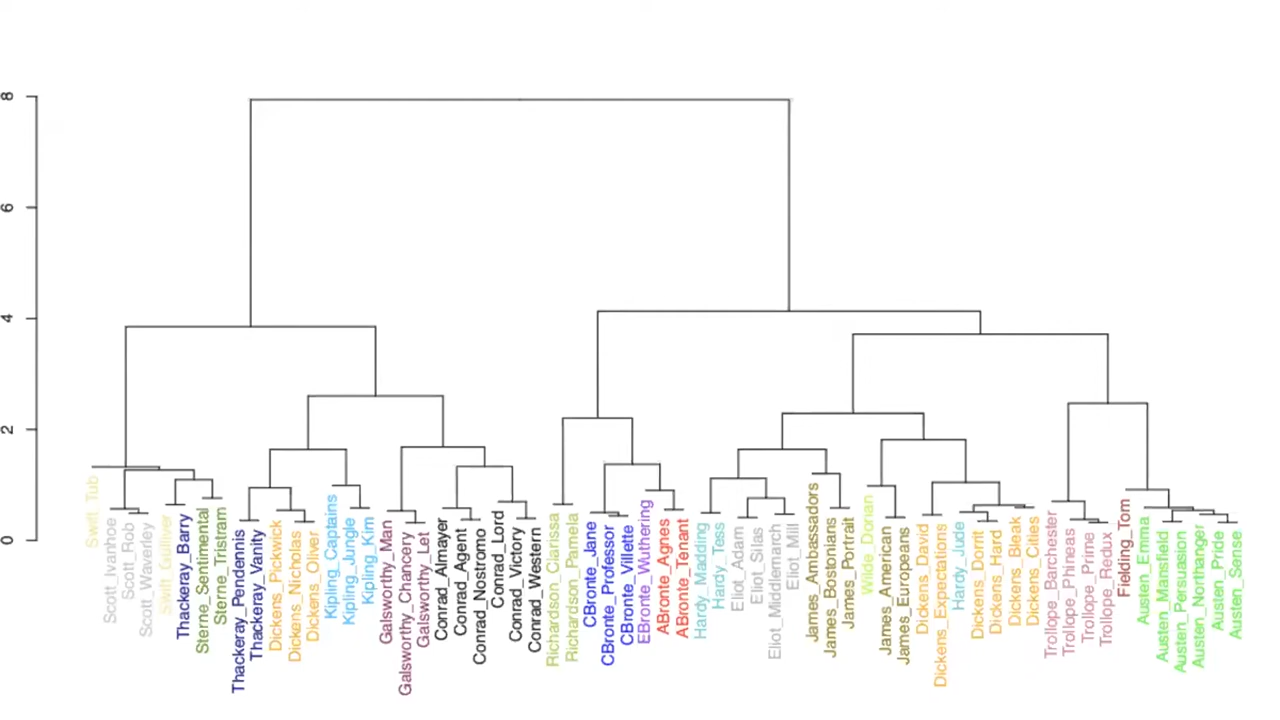 8
6
4
2
0
Swift_Tub
Scott_Ivanhoe
Scott_Rob
Scott_Waverley
Swift_Gulliver
Thackeray_Barry
Sterne_Sentimental
Sterne_Tristram
Thackeray_Pendennis
Thackeray_Vanity
Dickens_Pickwick
Dickens_Nicholas
Dickens_Oliver
Kipling_Captains
Kipling_Jungle
Kipling_Kim
Galsworthy_Man
Galsworthy_Chancery
Galsworthy_Let
Conrad_Almayer
Conrad_Agent
Conrad_Nostromo
Conrad_Lord
Conrad_Victory
Conrad_Western
Richardson_Clarissa
Richardson_Pamela
CBronte_Jane
CBronte_Professor
CBronte_Villette
EBronte_Wuthering
ABronte_Agnes
ABronte_Tenant
Hardy_Madding
Hardy_Tess
Eliot_Adam
Eliot_Silas
Eliot_Middlemarch
Eliot_Mill
James_Ambassadors
James_Bostonians
James_Portrait
Wilde_Dorian
James_American
James_Europeans
Dickens_David
Dickens_Expectations
Hardy_Jude
Dickens_Dorrit
Dickens_Hard
Dickens_Bleak
Dickens_Cities
Trollope_Barchester
Trollope_Phineas
Trollope_Prime
Trollope_Redux
Fielding_Tom
Austen_Emma
Austen_Mansfield
Austen_Persuasion
Austen_Northanger
Austen_Pride
Austen_Sense